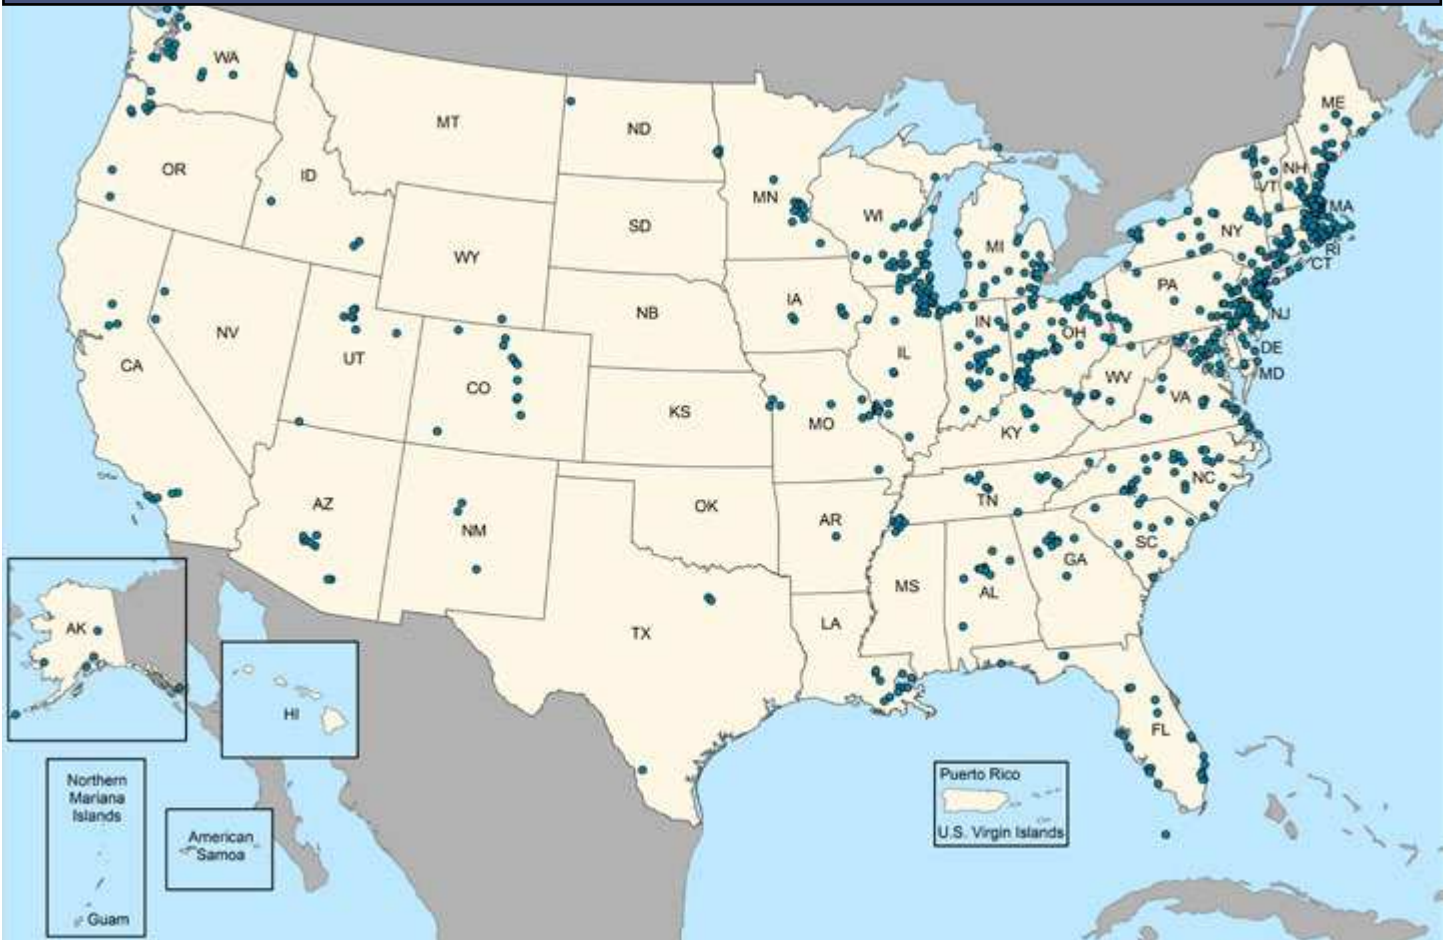 WA
ME
MT
ND
OR
ID
MN
NH
VT
MA
SD
WI
NY
RI
MI
CT
WY
PA
IA
NB
NJ
IN
NV
OH
UT
IL
DE
CA
MD
CO
WV
VA
KS
MO
KY
NC
TN
AZ
OK
AR
NM
SC
GA
MS
AL
LA
TX
AK
HI
FL
Northern
Mariana
Islands
Guam
American
Samoa
Puerto Rico
U.S. Virgin Islands